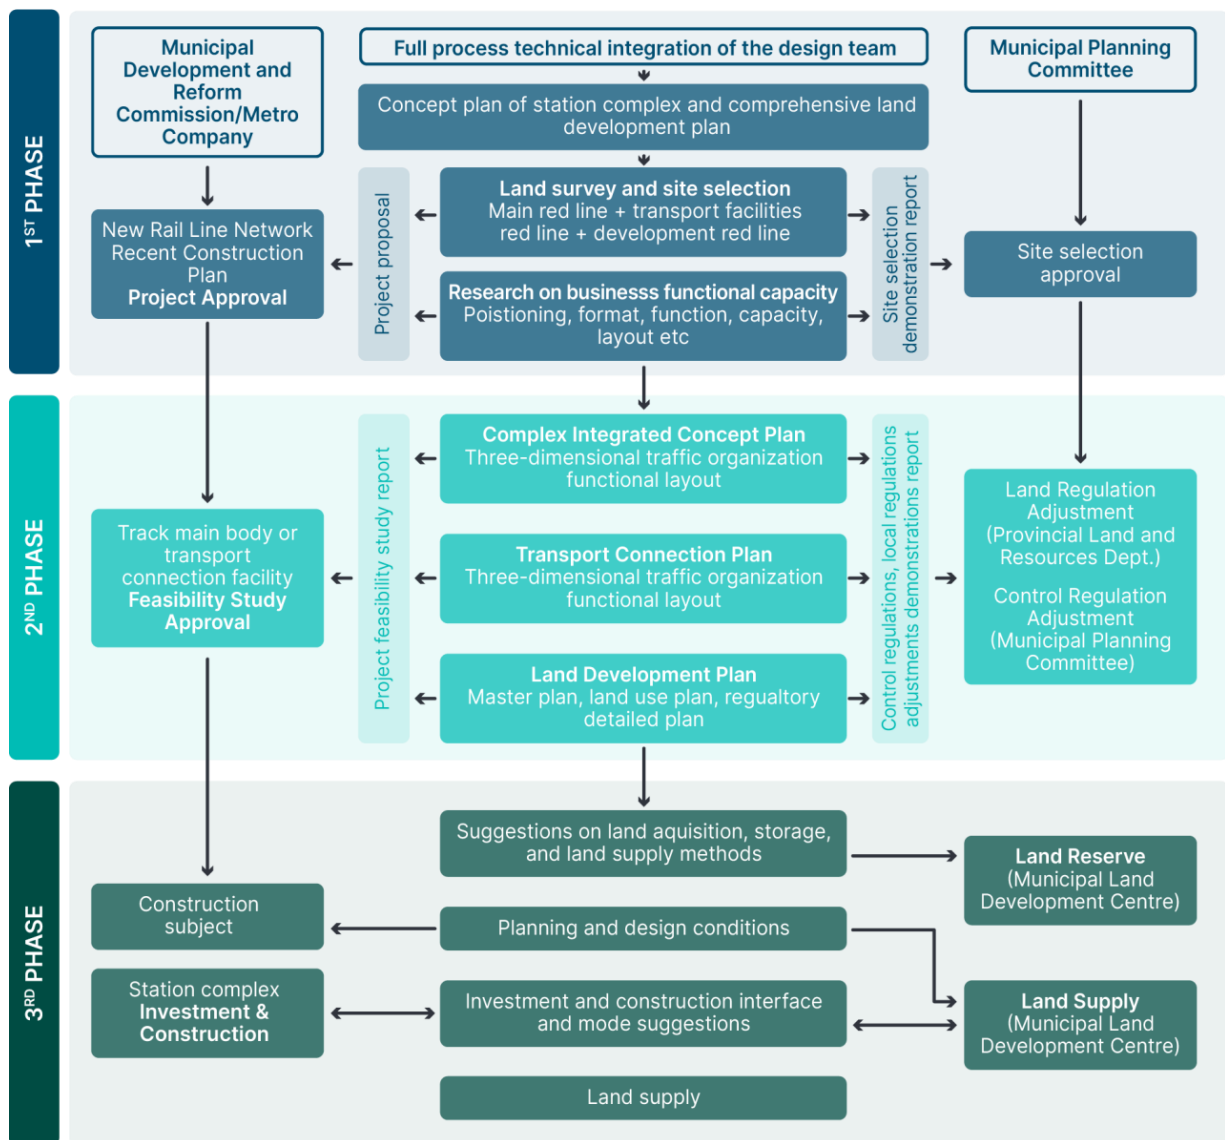 1ST PHASE
Municipal
Development and
Reform
Commission/Metro
Company
Full process technical integration of the design team
Municipal Planning
Committee
Concept plan of station complex and comprehensive land
development plan
Project proposal
Land survey and site selection
Main red line + transport facilities
red line + development red line
Site selection
demonstration report
New Rail Line Network
Recent Construction
Plan
Project Approval
Site selection
approval
Research on businesss functional capacity
Poistioning, format, function, capacity,
layout etc
2ND PHASE
Project feasibility study report
Complex Integrated Concept Plan
Three-dimensional traffic organization
functional layout
Control regulations, local regulations
adjustments demonstrations report
Track main body or
transport
connection facility
Feasibility Study
Approval
Transport Connection Plan
Three-dimensional traffic organization
functional layout
Land Regulation
Adjustment
(Provincial Land and
Resources Dept.)
Control Regulation
Adjustment
(Municipal Planning
Committee)
Land Development Plan
Master plan, land use plan, regualtory
detailed plan
3RD PHASE
Suggestions on land aquisition, storage,
and land supply methods
Land Reserve
(Municipal Land
Development Centre)
Construction
subject
Planning and design conditions
Station complex
Investment &
Construction
Investment and construction interface
and mode suggestions
Land Supply
(Municipal Land
Development Centre)
Land supply